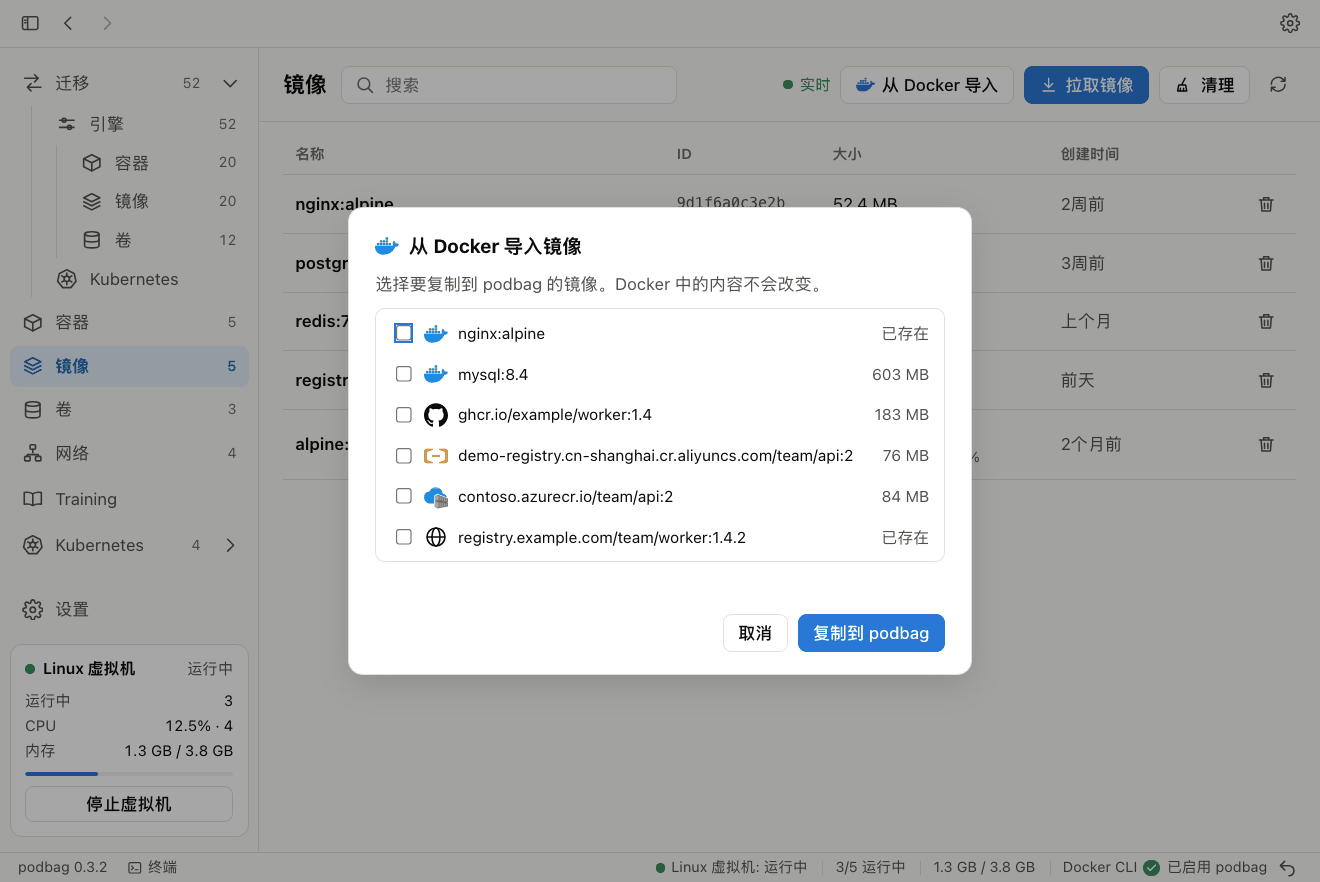 迁移 52
引擎 52
容器 20
镜像 20
卷 12
Kubernetes
容器 5
镜像 5
卷 3
网络 4
Training
Kubernetes 4
设置
Linux 虚拟机 运行中
运行中 3
CPU 12.5% · 4
内存 1.3 GB / 3.8 GB
停止虚拟机
镜像 搜索 实时 从 Docker 导入 拉取镜像 清理
名称 ID 大小 创建时间
nginx:alpine 9d1f6a0c3e2b 52.4 MB 2周前
postgr 3周前
redis:7 上个月
registr 前天
alpine: % 2个月前
从 Docker 导入镜像
选择要复制到 podbag 的镜像。Docker 中的内容不会改变。
nginx:alpine 已存在
mysql:8.4 603 MB
ghcr.io/example/worker:1.4 183 MB
demo-registry.cn-shanghai.cr.aliyuncs.com/team/api:2 76 MB
contoso.azurecr.io/team/api:2 84 MB
registry.example.com/team/worker:1.4.2 已存在
取消 复制到 podbag
podbag 0.3.2 终端 Linux 虚拟机: 运行中 3/5 运行中 1.3 GB / 3.8 GB Docker CLI 已启用 podbag